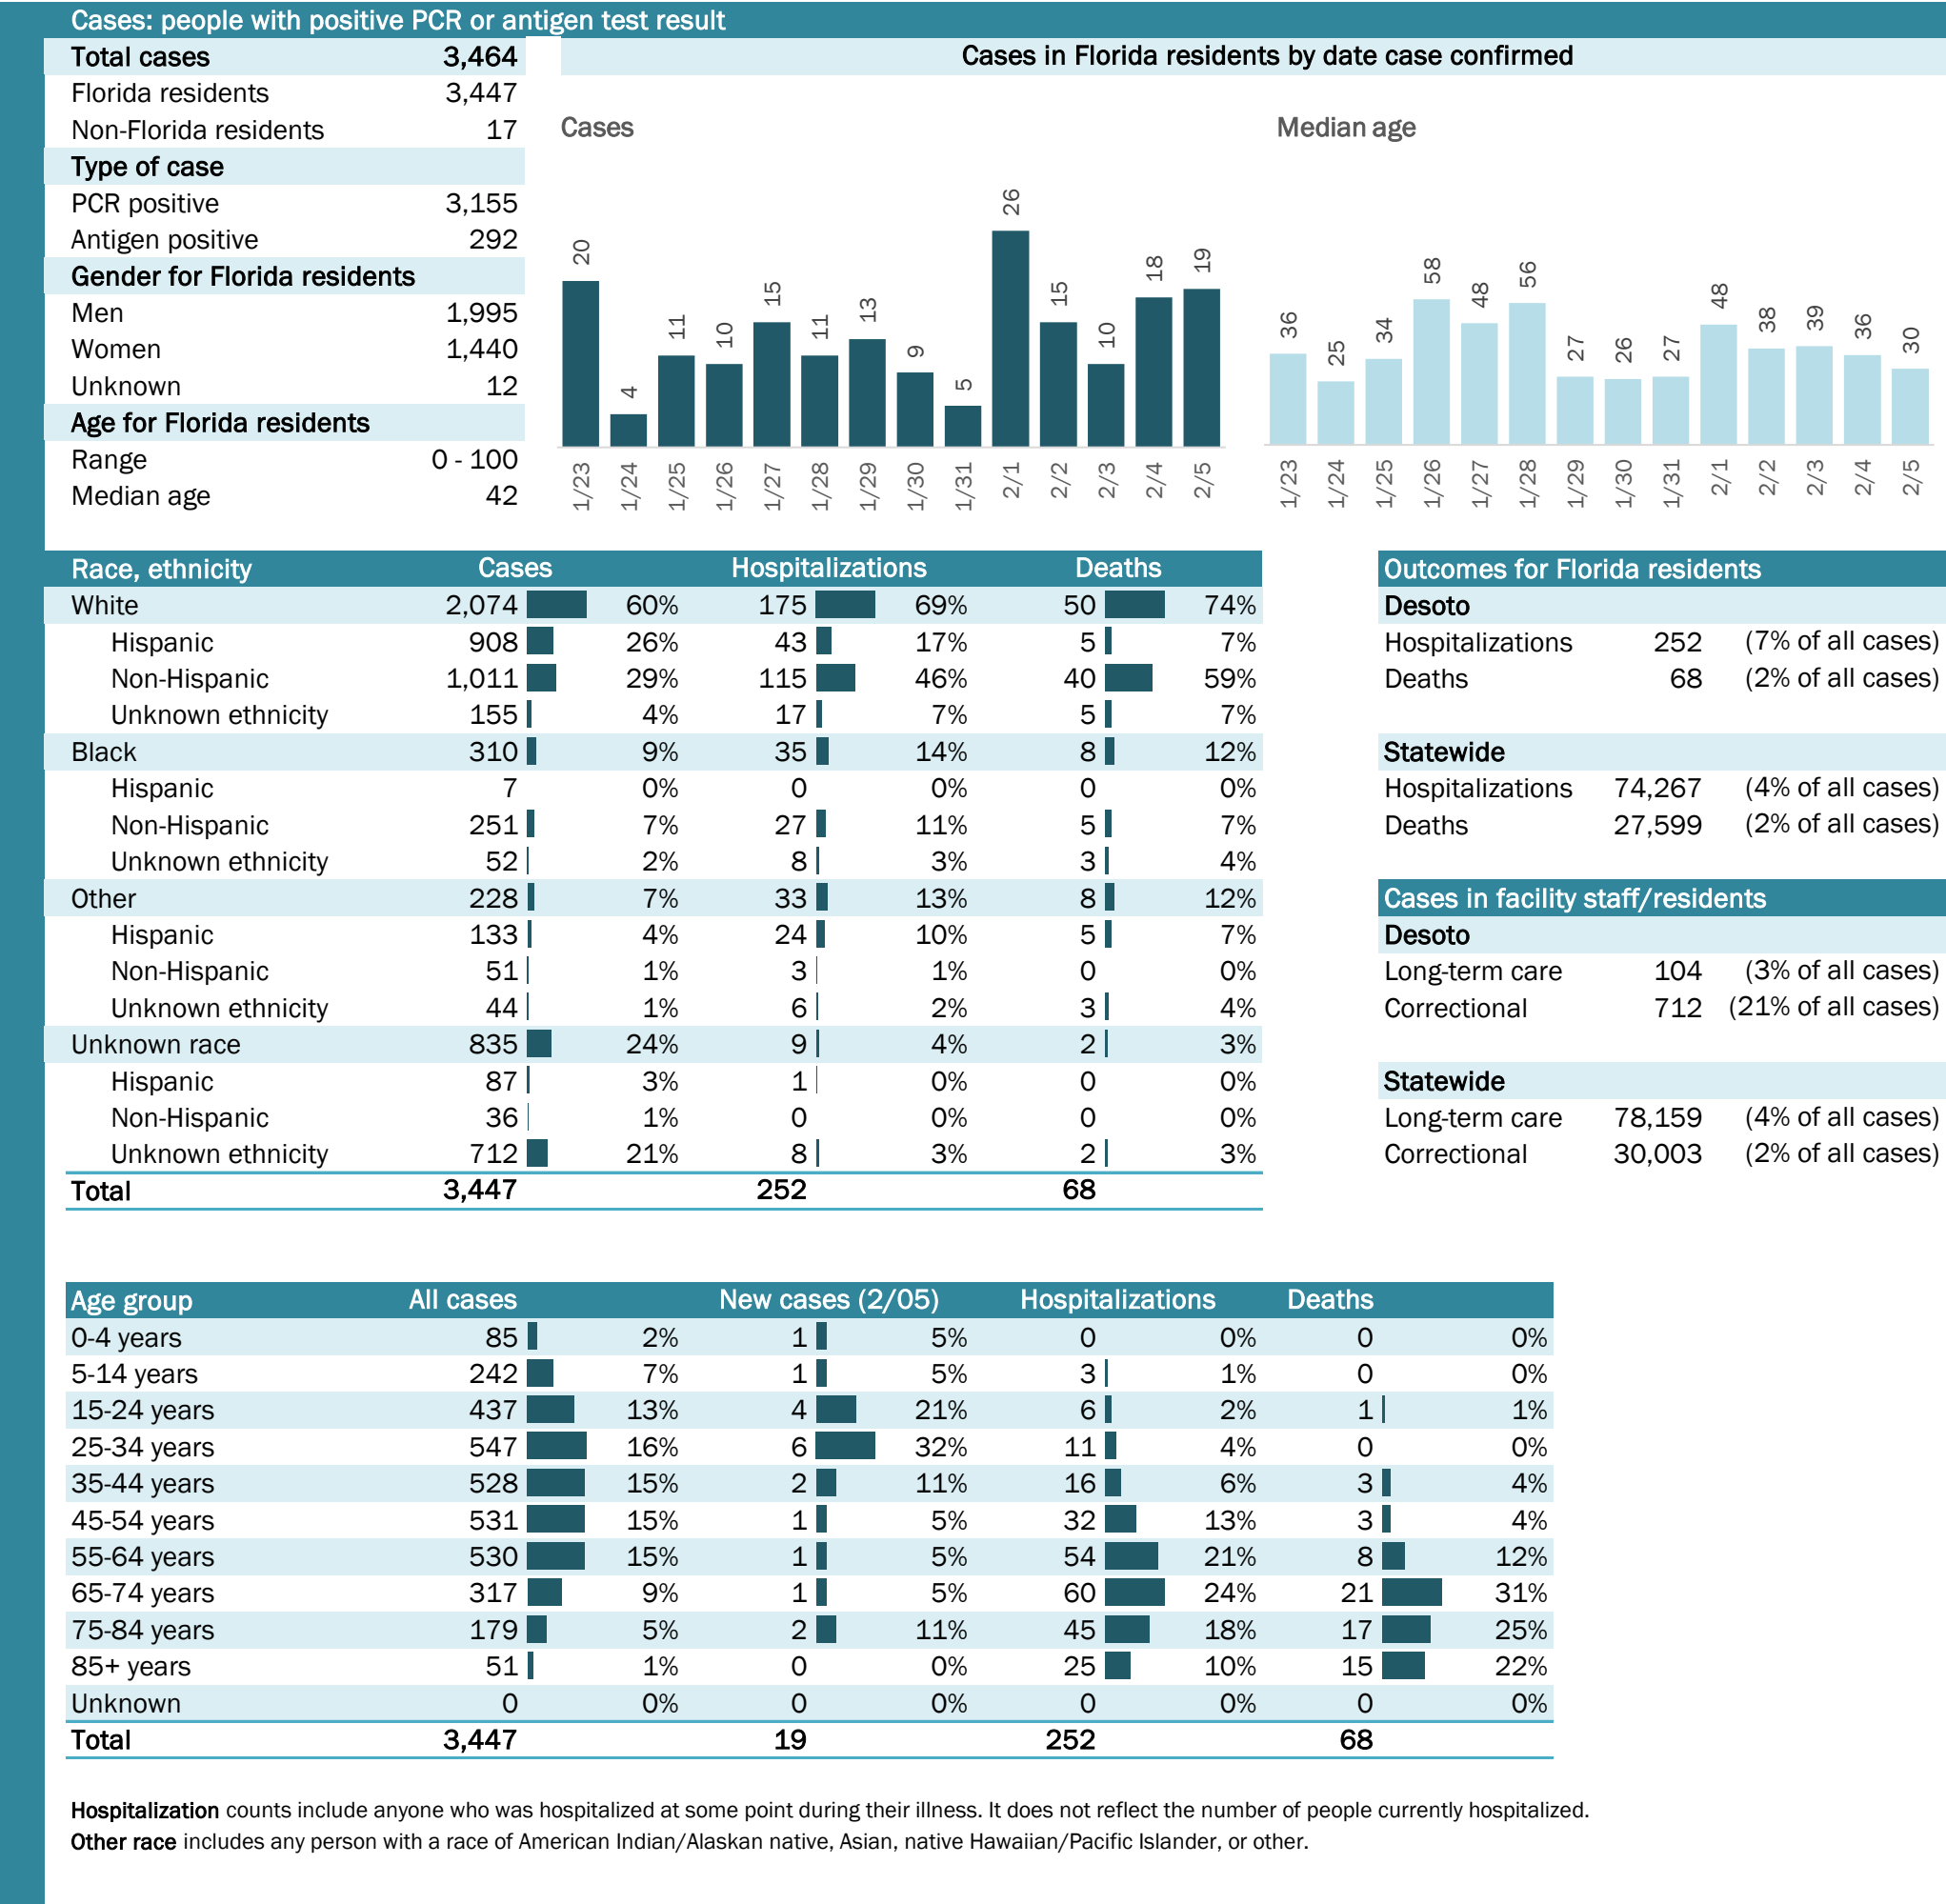 Cases: people with positive PCR or antigen test result
Total cases 3,464
Florida residents 3,447
Non-Florida residents 17
Type of case
PCR positive 3,155
Antigen positive 292
Gender for Florida residents
Men 1,995
Women 1,440
Unknown 12
Age for Florida residents
Range 0 - 100
Median age 42
Cases in Florida residents by date case confirmed
Cases
20 4 11 10 15 11 13 9 5 26 15 10 18 19
1/23 1/24 1/25 1/26 1/27 1/28 1/29 1/30 1/31 2/1 2/2 2/3 2/4 2/5
Median age
36 25 34 58 48 56 27 26 27 48 38 39 36 30
1/23 1/24 1/25 1/26 1/27 1/28 1/29 1/30 1/31 2/1 2/2 2/3 2/4 2/5
Race, ethnicity Cases Hospitalizations Deaths
White 2,074 60% 175 69% 50 74%
Hispanic 908 26% 43 17% 5 7%
Non-Hispanic 1,011 29% 115 46% 40 59%
Unknown ethnicity 155 4% 17 7% 5 7%
Black 310 9% 35 14% 8 12%
Hispanic 7 0% 0 0% 0 0%
Non-Hispanic 251 7% 27 11% 5 7%
Unknown ethnicity 52 2% 8 3% 3 4%
Other 228 7% 33 13% 8 12%
Hispanic 133 4% 24 10% 5 7%
Non-Hispanic 51 1% 3 1% 0 0%
Unknown ethnicity 44 1% 6 2% 3 4%
Unknown race 835 24% 9 4% 2 3%
Hispanic 87 3% 1 0% 0 0%
Non-Hispanic 36 1% 0 0% 0 0%
Unknown ethnicity 712 21% 8 3% 2 3%
Total 3,447 252 68
Outcomes for Florida residents
Desoto
Hospitalizations 252 (7% of all cases)
Deaths 68 (2% of all cases)
Statewide
Hospitalizations 74,267 (4% of all cases)
Deaths 27,599 (2% of all cases)
Cases in facility staff/residents
Desoto
Long-term care 104 (3% of all cases)
Correctional 712 (21% of all cases)
Statewide
Long-term care 78,159 (4% of all cases)
Correctional 30,003 (2% of all cases)
Age group All cases New cases (2/05) Hospitalizations Deaths
0-4 years 85 2% 1 5% 0 0% 0 0%
5-14 years 242 7% 1 5% 3 1% 0 0%
15-24 years 437 13% 4 21% 6 2% 1 1%
25-34 years 547 16% 6 32% 11 4% 0 0%
35-44 years 528 15% 2 11% 16 6% 3 4%
45-54 years 531 15% 1 5% 32 13% 3 4%
55-64 years 530 15% 1 5% 54 21% 8 12%
65-74 years 317 9% 1 5% 60 24% 21 31%
75-84 years 179 5% 2 11% 45 18% 17 25%
85+ years 51 1% 0 0% 25 10% 15 22%
Unknown 0 0% 0 0% 0 0% 0 0%
Total 3,447 19 252 68
Hospitalization counts include anyone who was hospitalized at some point during their illness. It does not reflect the number of people currently hospitalized.
Other race includes any person with a race of American Indian/Alaskan native, Asian, native Hawaiian/Pacific Islander, or other.